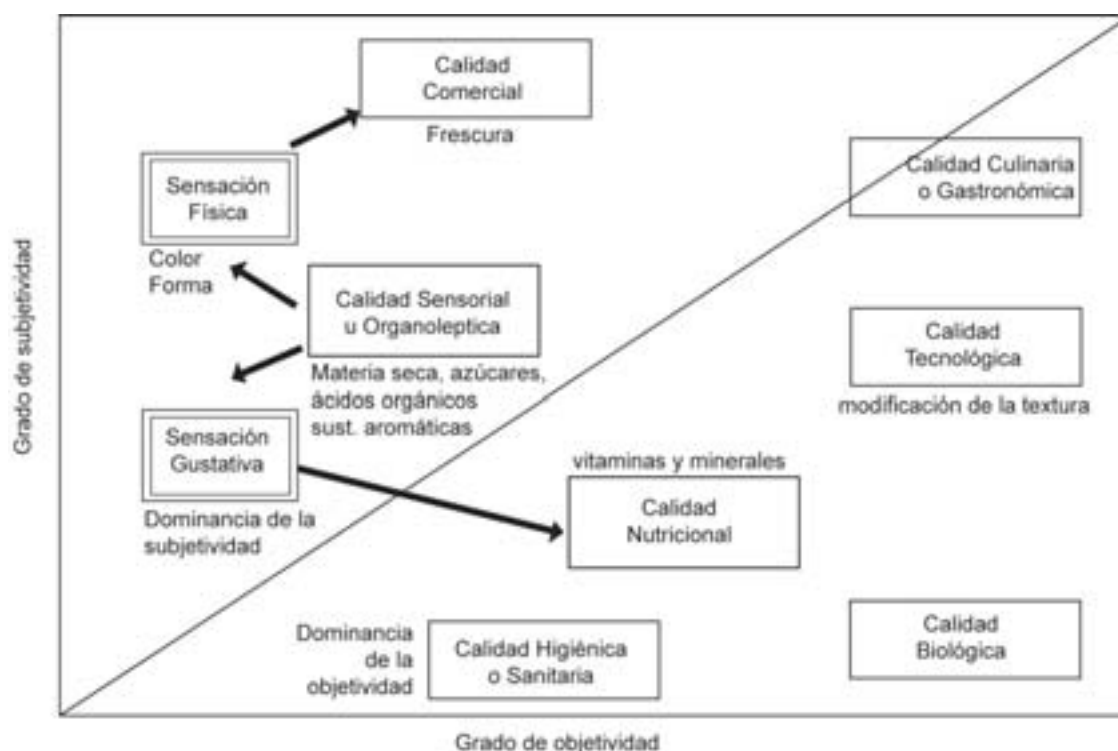 Calidad
Comercial
Frescura
Sensación
Física
Color
Forma
Calidad Culinaria
o Gastronómica
Calidad Sensorial
u Organoleptica
Materia seca, azúcares,
ácidos orgánicos
sust. aromáticas
Calidad
Tecnológica
modificación de la textura
Sensación
Gustativa
Dominancia de la
subjetividad
vitaminas y minerales
Calidad
Nutricional
Dominancia
de la
objetividad
Calidad Higiénica
o Sanitaria
Calidad
Biológica
Grado de subjetividad
Grado de objetividad